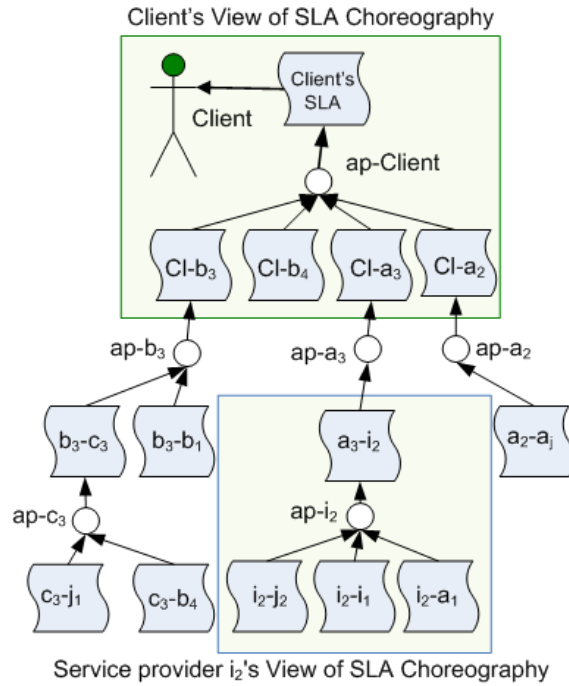 Client's View of SLA Choreography
Client's
SLA
Client
ap-Client
Cl-b₃
Cl-b₄
Cl-a₃
Cl-a₂
ap-b₃
ap-a₃
ap-a₂
b₃-c₃
b₃-b₁
a₃-i₂
a₂-aⱼ
ap-c₃
ap-i₂
c₃-j₁
c₃-b₄
i₂-j₂
i₂-i₁
i₂-a₁
Service provider i₂'s View of SLA Choreography